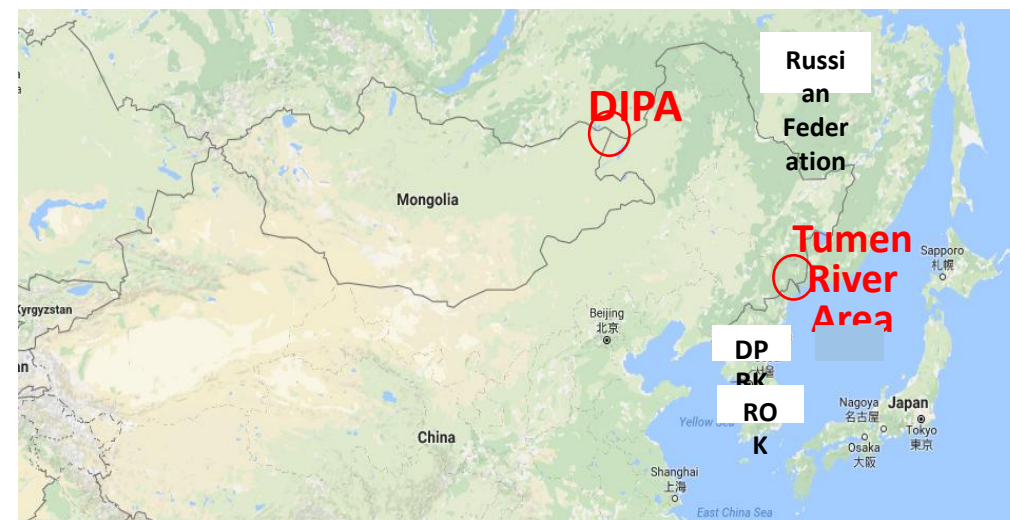 Russi
an
Feder
ation
DIPA
Mongolia
Tumen
River
Area
Sapporo
札幌
Kyrgyzstan
Beijing
北京
DP
RK
RO
K
Nagoya
名古屋
Japan
Tokyo
東京
Yellow
Osaka
大阪
China
Shanghai
上海
East China Sea